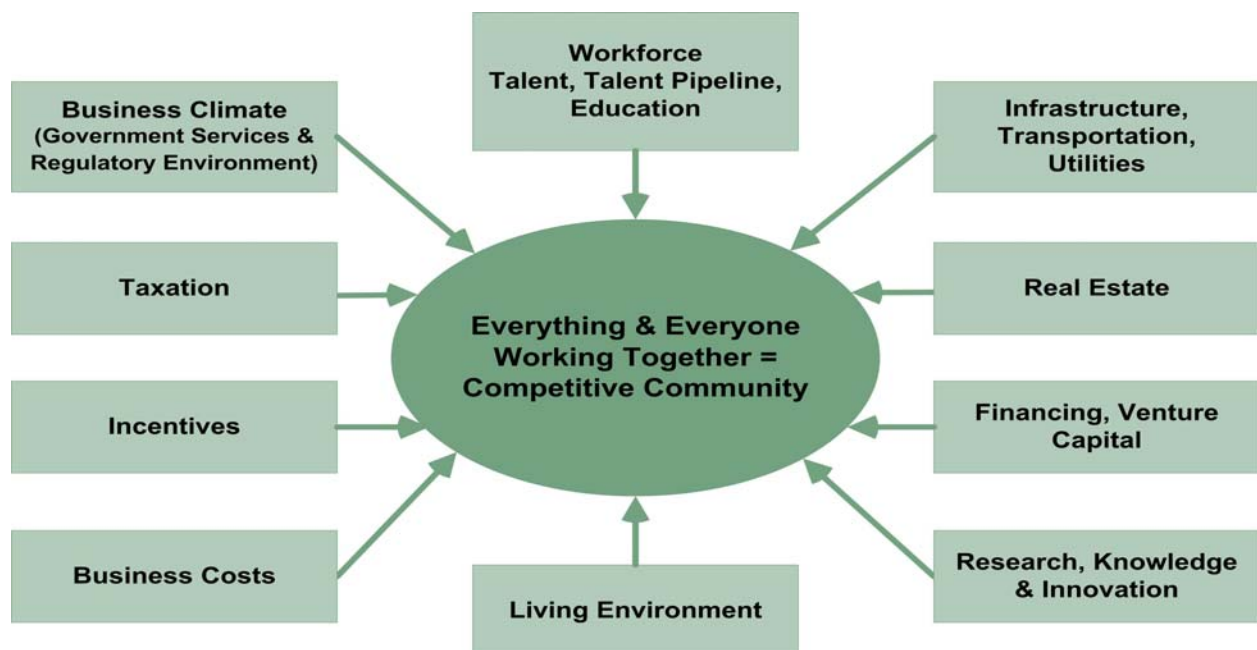 Workforce
Talent, Talent Pipeline,
Education
Business Climate
(Government Services &
Regulatory Environment)
Infrastructure,
Transportation,
Utilities
Taxation
Real Estate
Everything & Everyone
Working Together =
Competitive Community
Incentives
Financing, Venture
Capital
Business Costs
Research, Knowledge
& Innovation
Living Environment